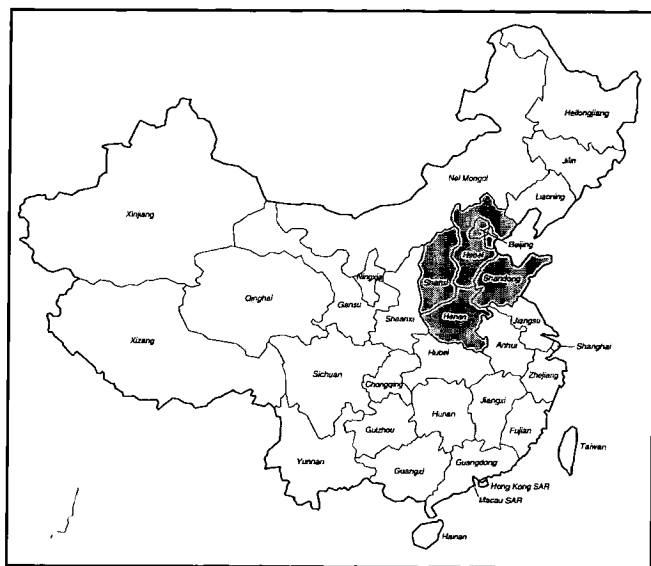 Heilongjiang
Jilin
Nei Mongol
Liaoning
Xinjiang
Beijing
Hebei
Ningxia
Shanxi
Shandong
Qinghai
Gansu
Shaanxi
Henan
Jiangsu
Xizang
Hubei
Anhui
Shanghai
Sichuan
Chongqing
Zhejiang
Hunan
Jiangxi
Guizhou
Fujian
Yunnan
Guangxi
Guangdong
Taiwan
Hong Kong SAR
Macau SAR
Hainan